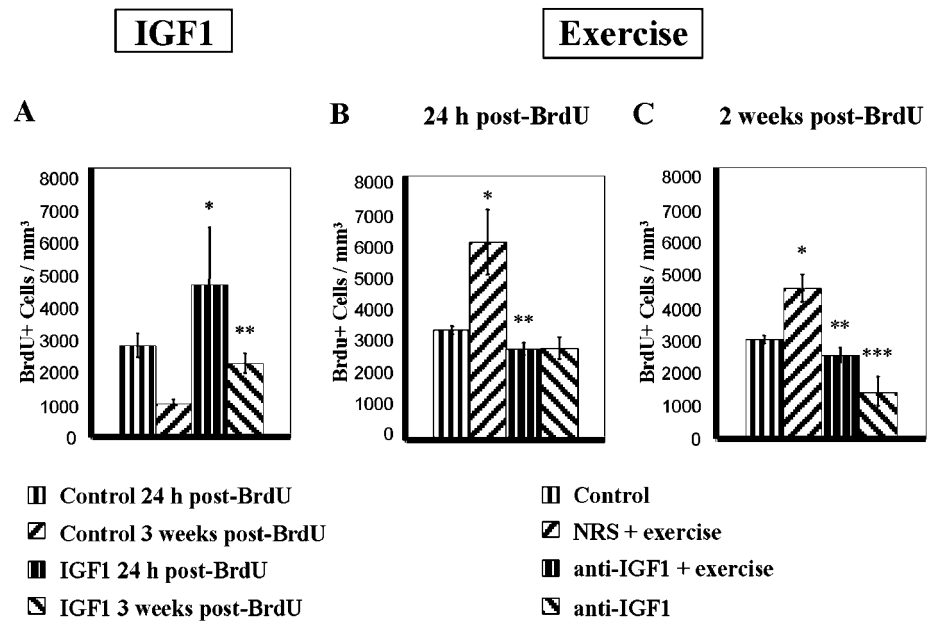 IGF1
Exercise
A
B
24 h post-BrdU
C
2 weeks post-BrdU
BrdU+ Cells / mm³
8000
7000
6000
5000
4000
3000
2000
1000
0
*
**
Brdu+ Cells / mm³
8000
7000
6000
5000
4000
3000
2000
1000
0
*
**
BrdU+ Cells / mm³
8000
7000
6000
5000
4000
3000
2000
1000
0
*
**
***
Control 24 h post-BrdU
Control 3 weeks post-BrdU
IGF1 24 h post-BrdU
IGF1 3 weeks post-BrdU
Control
NRS + exercise
anti-IGF1 + exercise
anti-IGF1